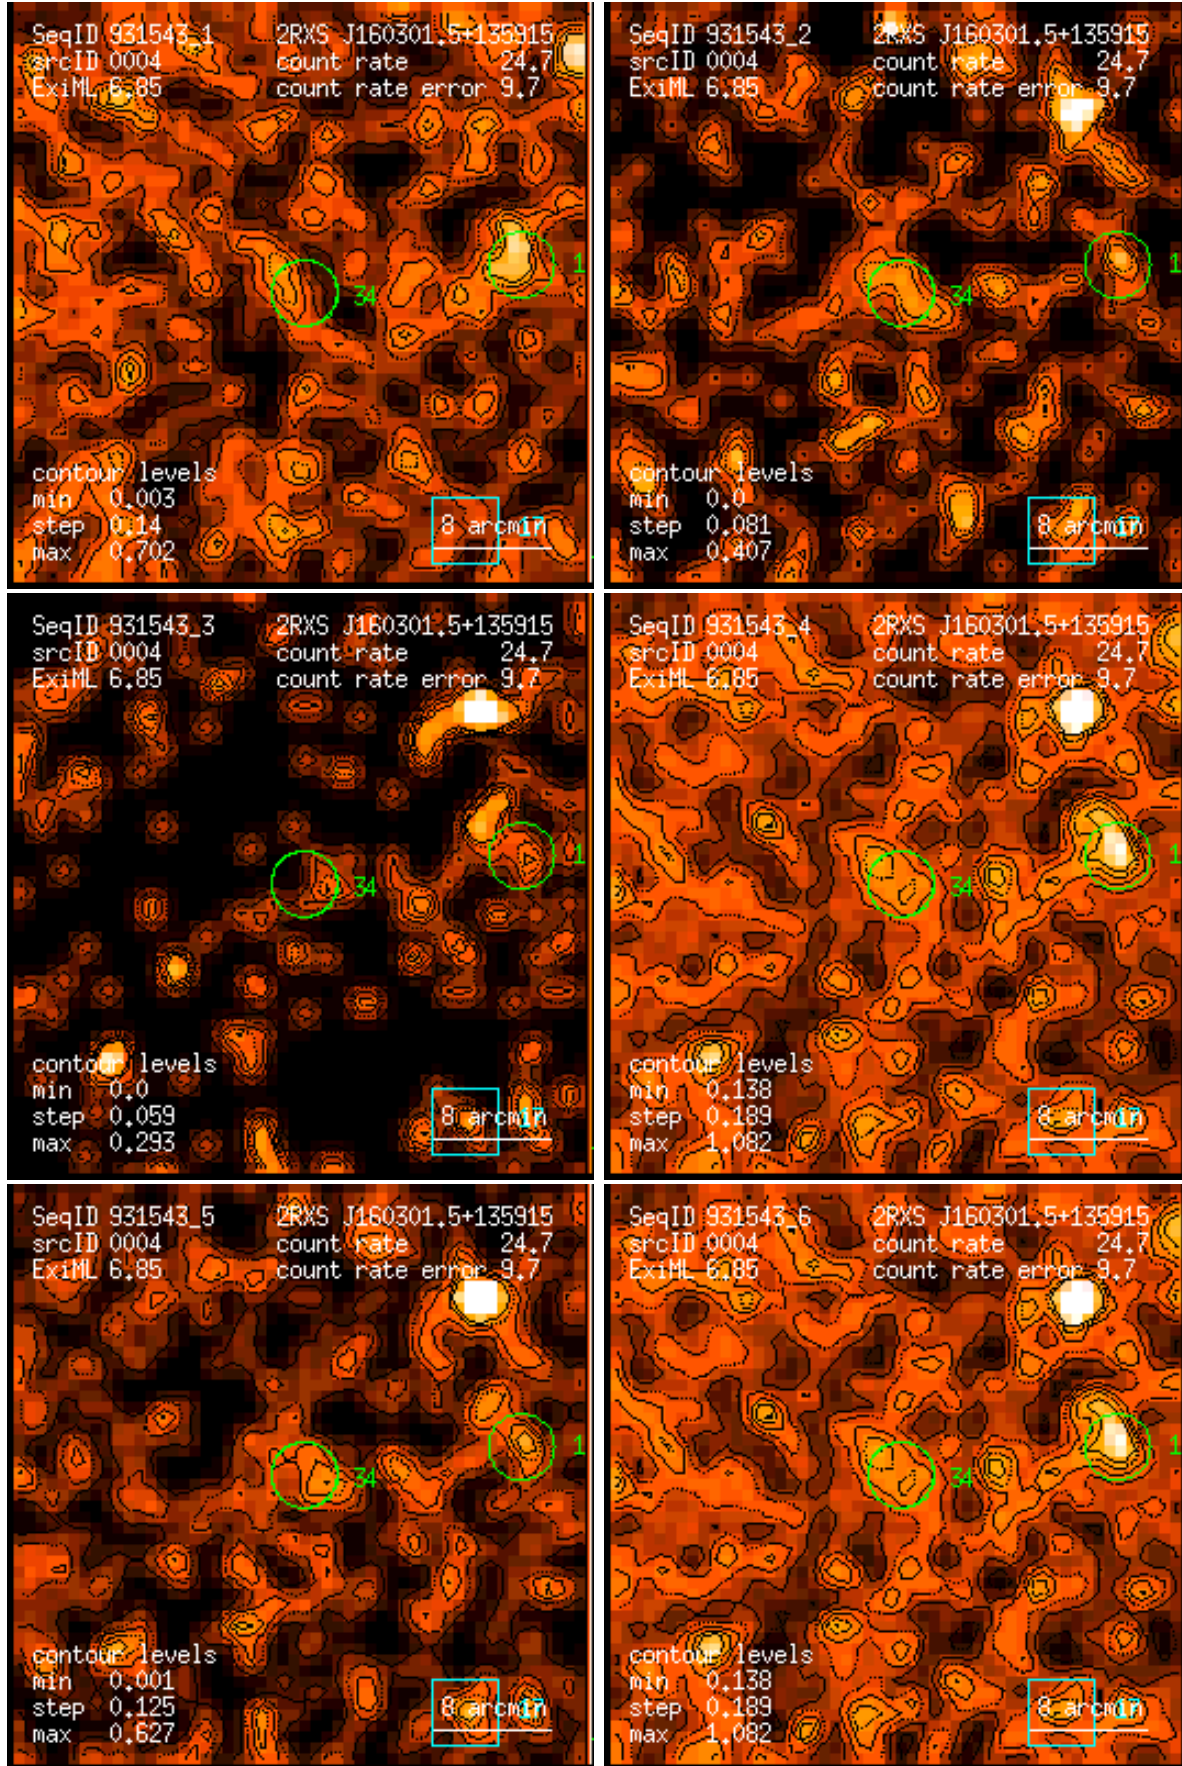 SeqID 931543_1 2RXS J160301.5+135915
srcID 0004 count rate 24.7
ExiML 6.85 count rate error 9.7
1
34
contour levels
min 0.003
step 0.14
max 0.702
8 arcmin
SeqID 931543_2 2RXS J160301.5+135915
srcID 0004 count rate 24.7
ExiML 6.85 count rate error 9.7
1
34
contour levels
min 0.0
step 0.081
max 0.407
8 arcmin
SeqID 931543_3 2RXS J160301.5+135915
srcID 0004 count rate 24.7
ExiML 6.85 count rate error 9.7
1
34
contour levels
min 0.0
step 0.059
max 0.293
8 arcmin
SeqID 931543_4 2RXS J160301.5+135915
srcID 0004 count rate 24.7
ExiML 6.85 count rate error 9.7
1
34
contour levels
min 0.138
step 0.189
max 1.082
8 arcmin
SeqID 931543_5 2RXS J160301.5+135915
srcID 0004 count rate 24.7
ExiML 6.85 count rate error 9.7
1
34
contour levels
min 0.001
step 0.125
max 0.627
8 arcmin
SeqID 931543_6 2RXS J160301.5+135915
srcID 0004 count rate 24.7
ExiML 6.85 count rate error 9.7
1
34
contour levels
min 0.138
step 0.189
max 1.082
8 arcmin